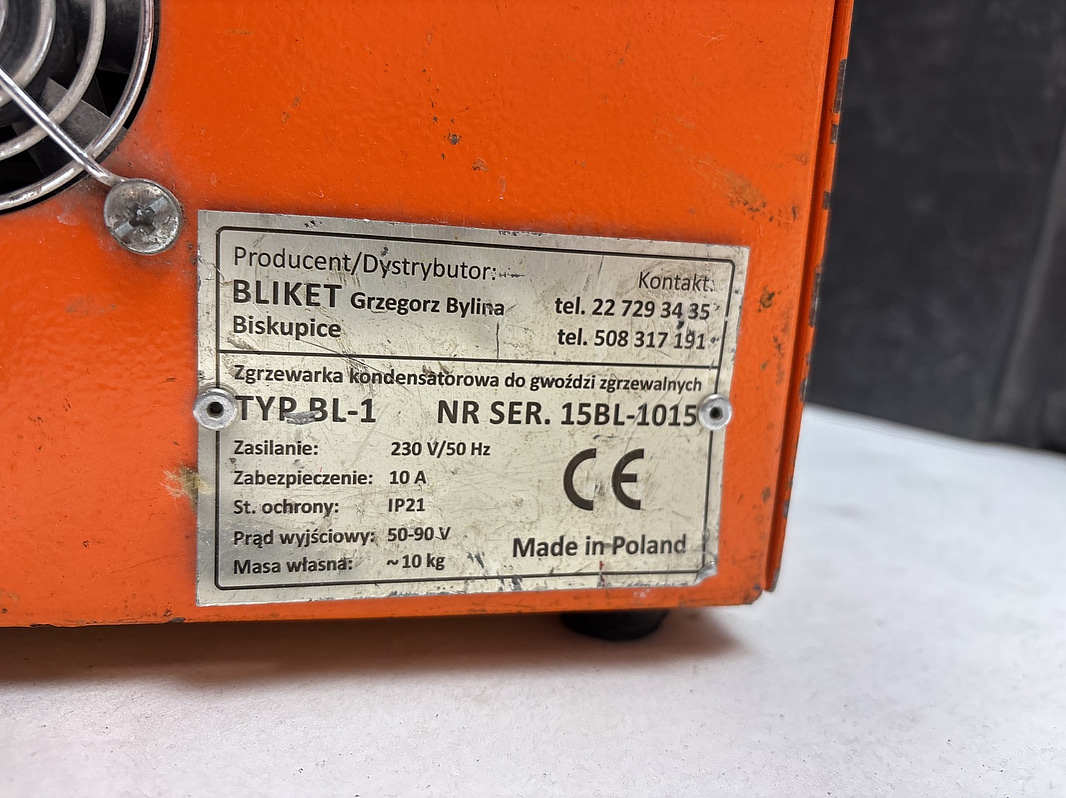 Producent/Dystrybutor:
Kontakt:
BLIKET Grzegorz Bylina
tel. 22 729 34 35
Biskupice
tel. 508 317 191
Zgrzewarka kondensatorowa do gwoździ zgrzewalnych
TYP BL-1 NR SER. 15BL-1015
Zasilanie: 230 V/50 Hz
Zabezpieczenie: 10 A
St. ochrony: IP21
CE
Prąd wyjściowy: 50-90 V
Made in Poland
Masa własna: ~10 kg